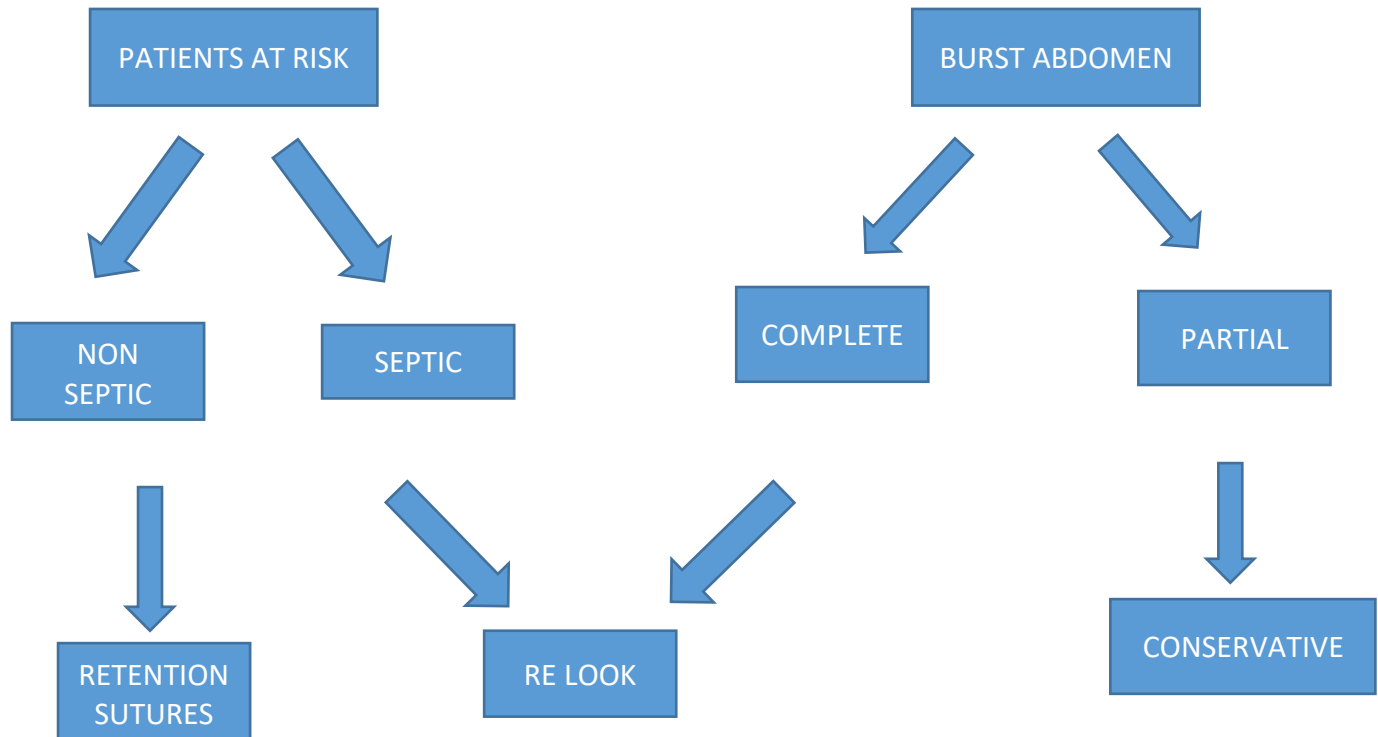 PATIENTS AT RISK
BURST ABDOMEN
NON
SEPTIC
SEPTIC
COMPLETE
PARTIAL
RETENTION
SUTURES
RE LOOK
CONSERVATIVE